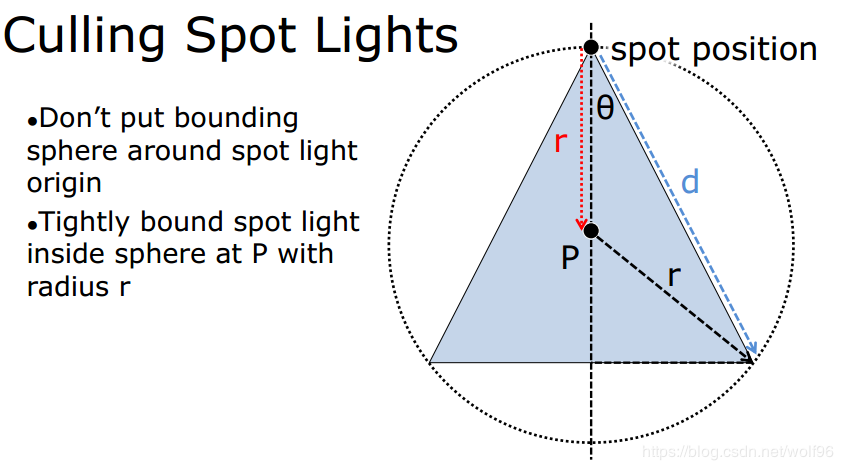 Culling Spot Lights
spot position
●Don’t put bounding
sphere around spot light
origin
●Tightly bound spot light
inside sphere at P with
radius r
θ
r
d
P
r
https://blog.csdn.net/wolf96